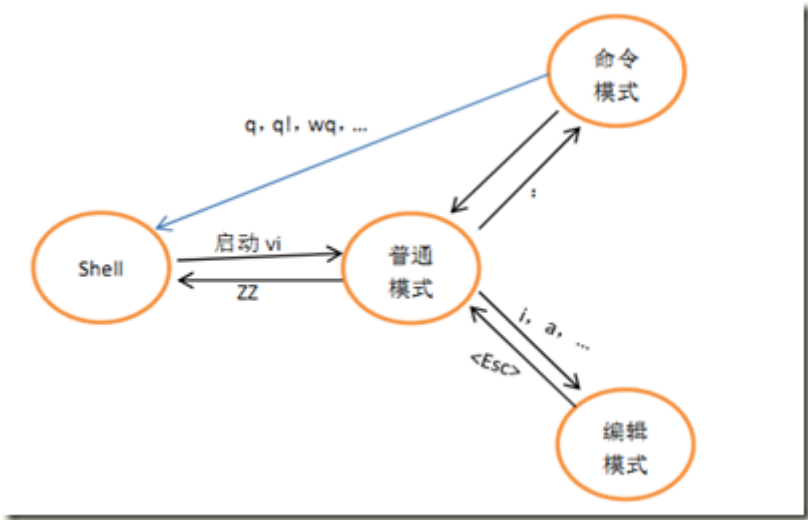 命令
模式
q，q!，wq，...
：
启动 vi
Shell
普通
模式
ZZ
i，a，...
<Esc>
编辑
模式